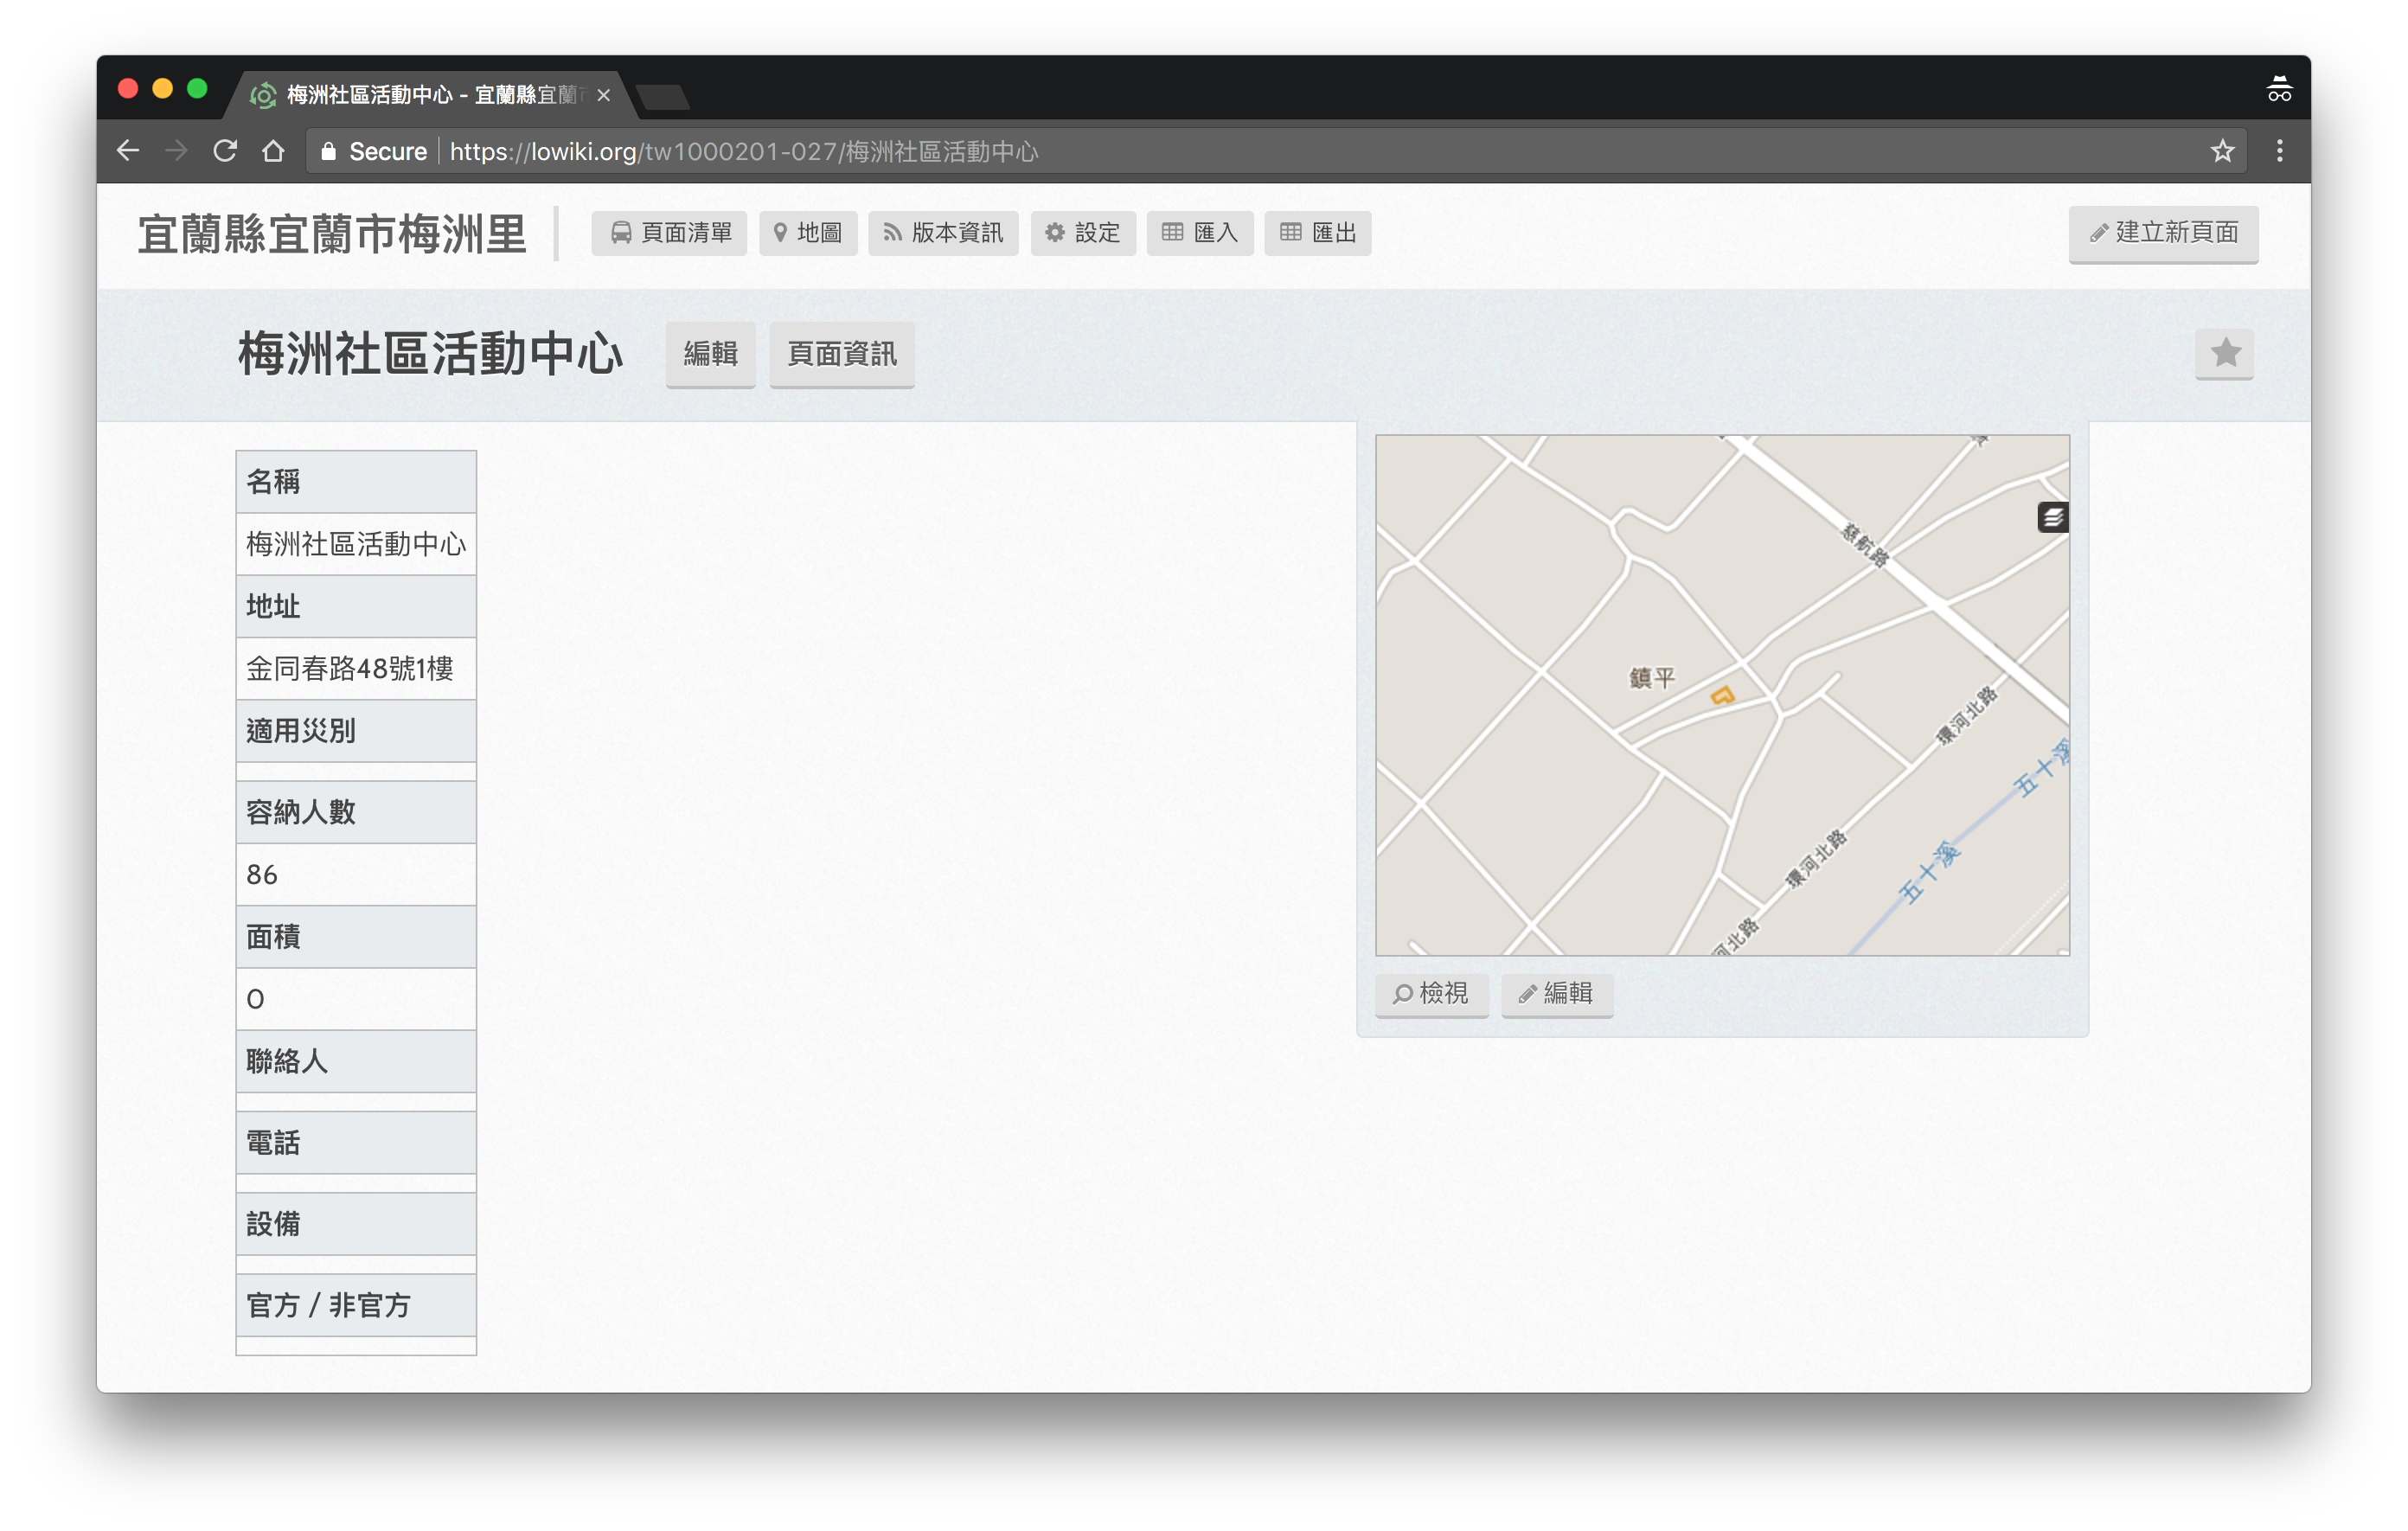 梅洲社區活動中心 - 宜蘭縣宜蘭
Secure https://lowiki.org/tw1000201-027/梅洲社區活動中心
宜蘭縣宜蘭市梅洲里
頁面清單
地圖
版本資訊
設定
匯入
匯出
建立新頁面
梅洲社區活動中心
編輯
頁面資訊
名稱
梅洲社區活動中心
地址
金同春路48號1樓
適用災別
容納人數
86
面積
0
聯絡人
電話
設備
官方 / 非官方
慈航路
鎮平
環河北路
五十溪
環河北路
五十溪
河北路
檢視
編輯